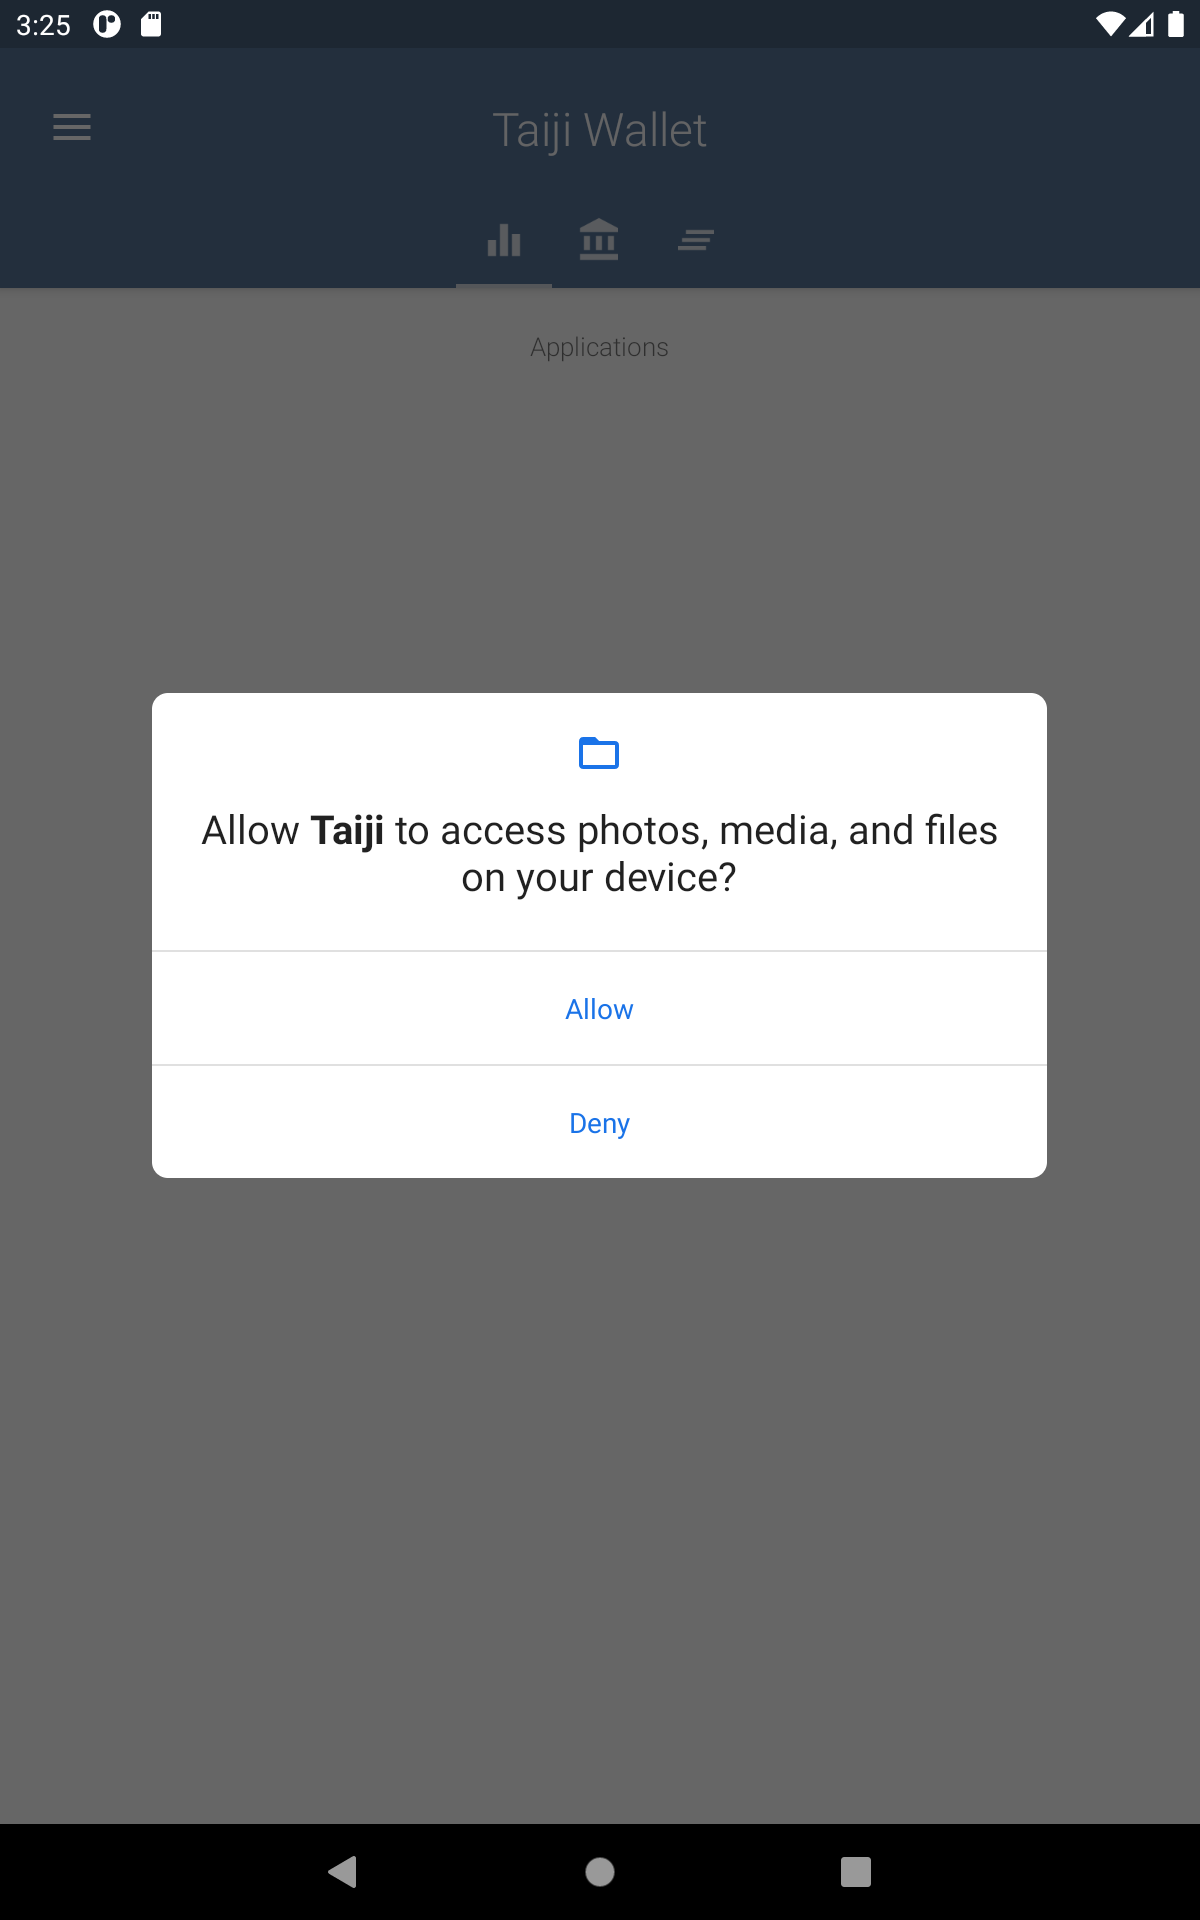 3:25
Taiji Wallet
Applications
Allow Taiji to access photos, media, and files
on your device?
Allow
Deny